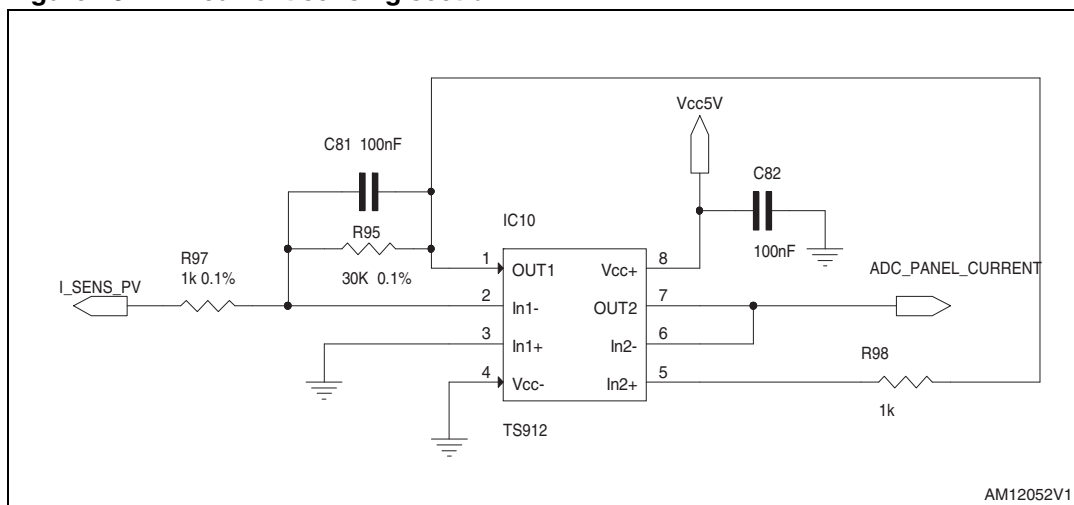 Vcc5V
C81 100nF
C82
IC10
R95
100nF
R97
1k 0.1%
30K 0.1%
1 OUT1 Vcc+ 8
ADC_PANEL_CURRENT
I_SENS_PV
2 In1- OUT2 7
3 In1+ In2- 6
R98
4 Vcc- In2+ 5
1k
TS912
AM12052V1